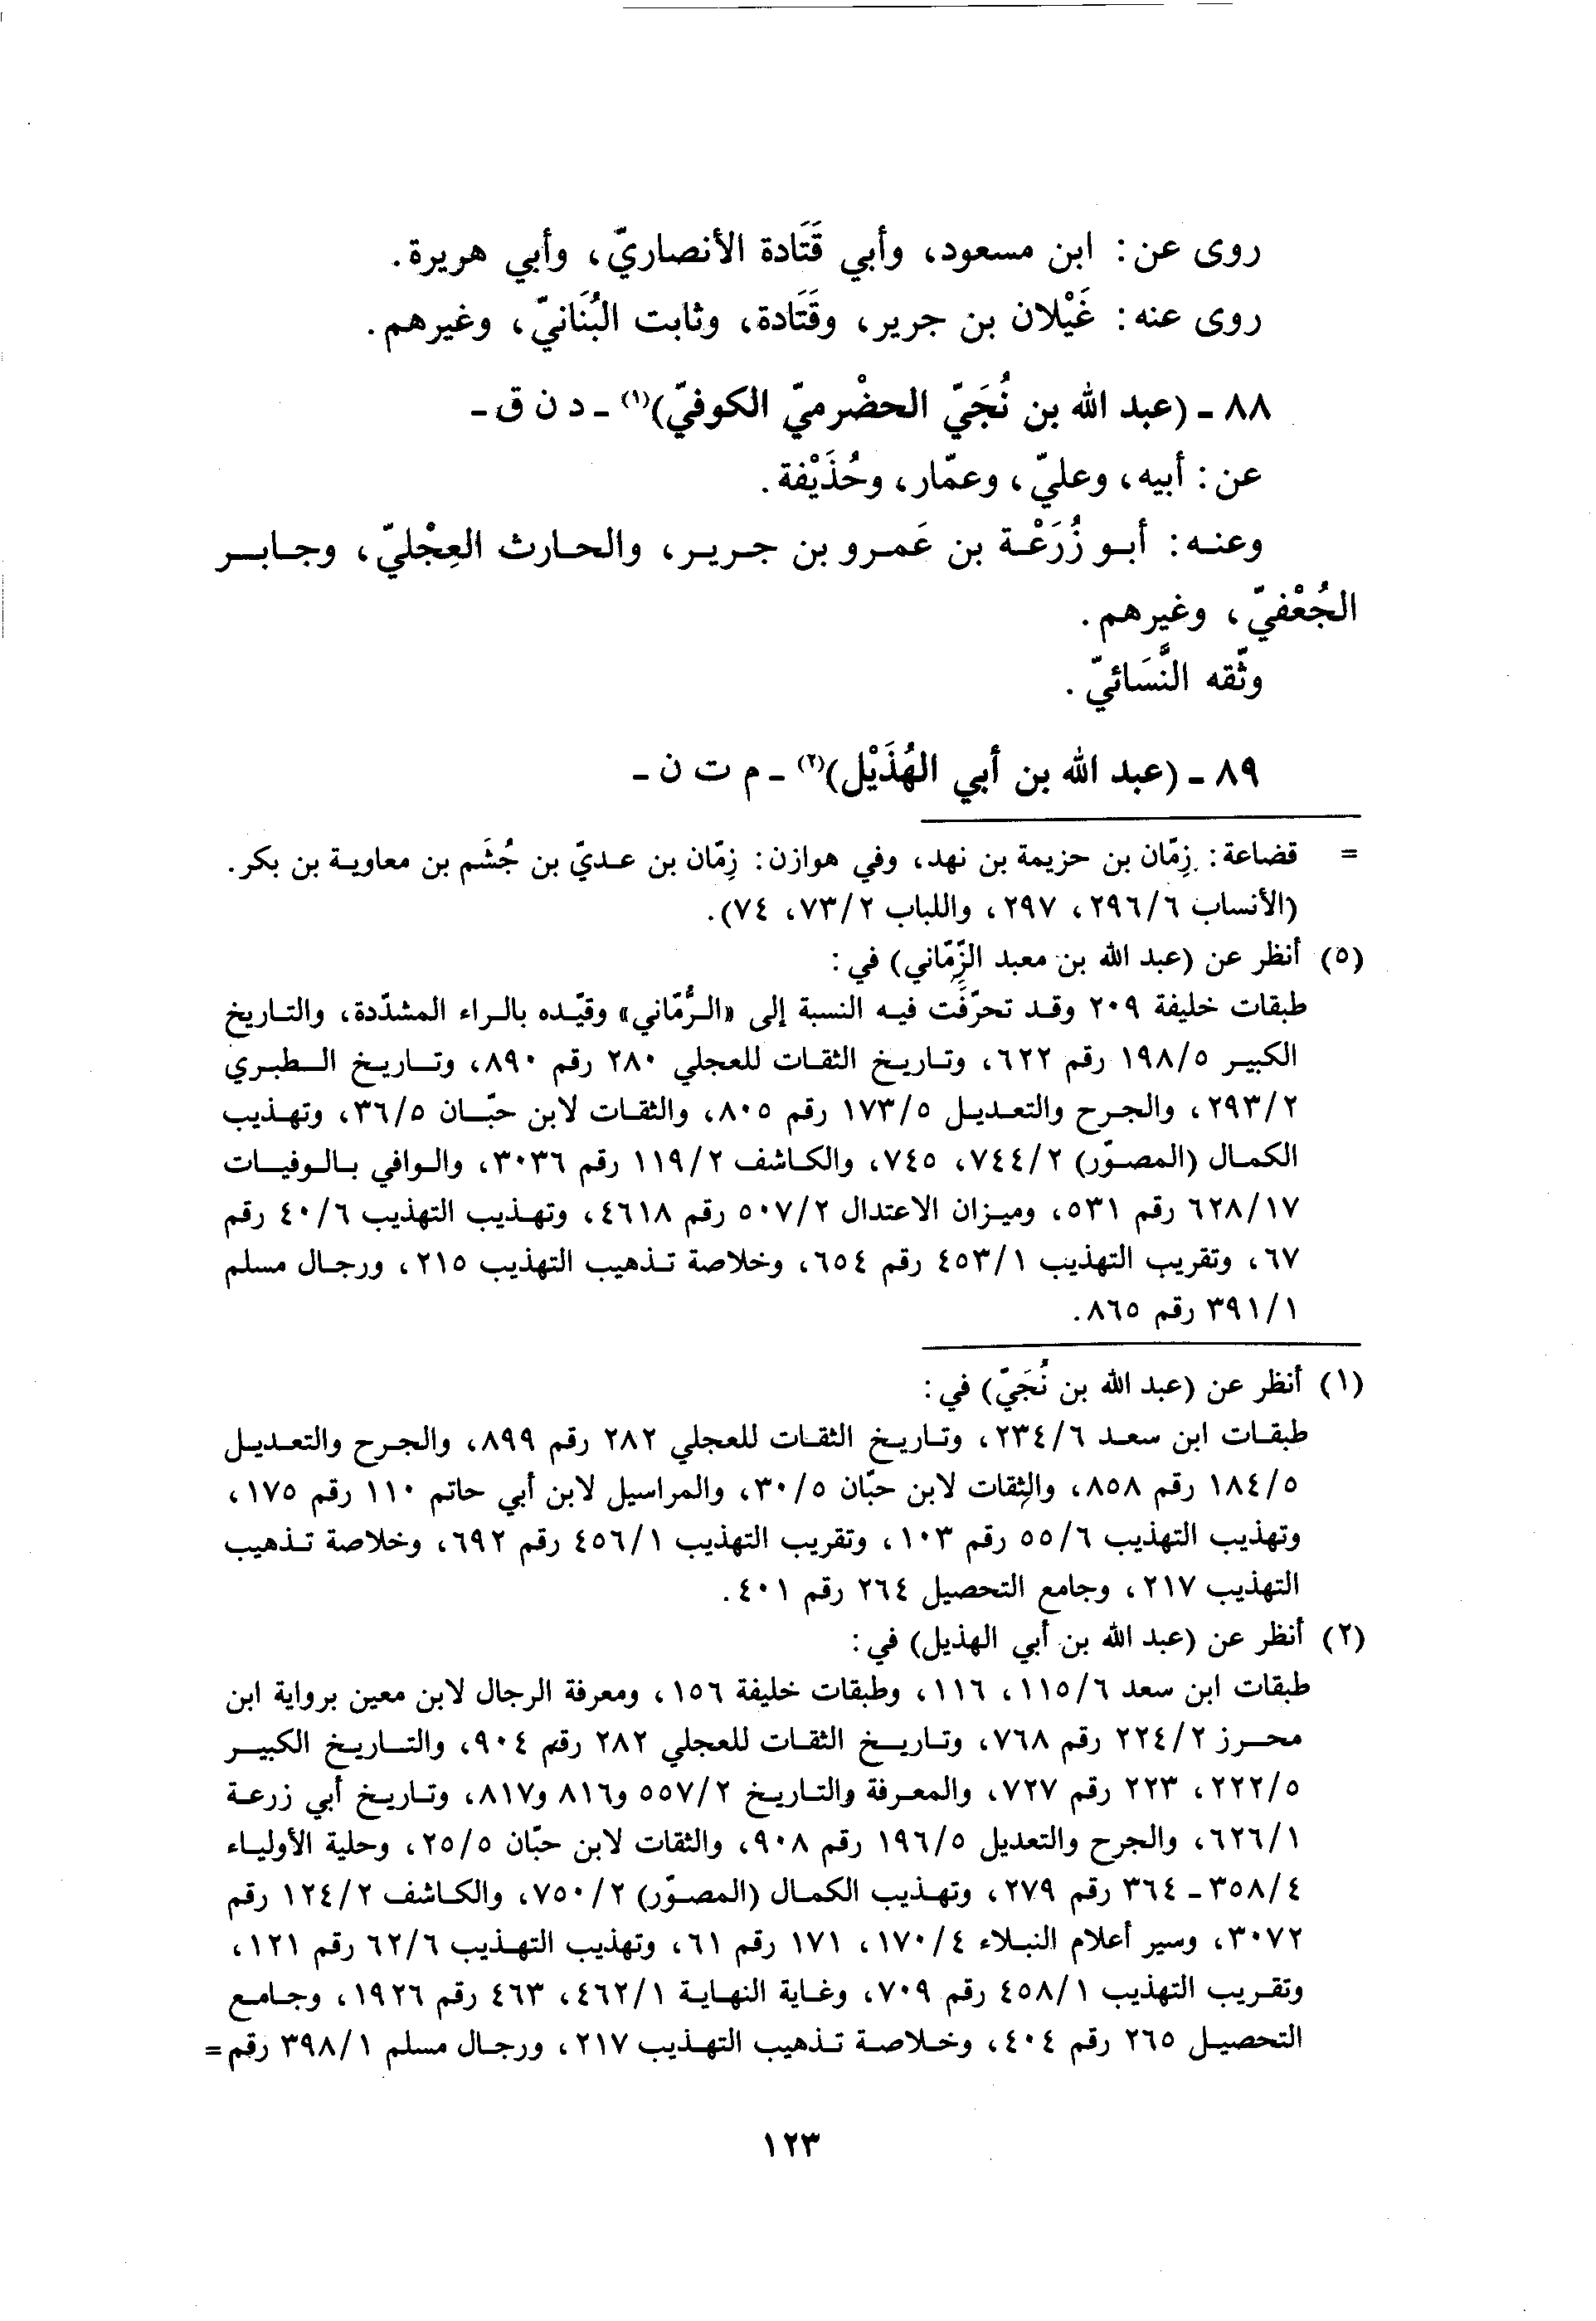 روى عن: ابن مسعود، وأبي قَتَادة الأنصاريّ، وأبي هريرة.
روى عنه: غَيْلان بن جرير، وقَتَادة، وثابت البُنَانيّ، وغيرهم.
٨٨ - (عبد الله بن نُجَيّ الحضْرميّ الكوفيّ)(١) - د ن ق -
عن: أبيه، وعليّ، وعمّار، وحُذَيْفة.
وعنه: أبو زُرَعْة بن عَمرو بن جرير، والحارث العِجْليّ، وجابر
الجُعْفيّ، وغيرهم.
وثّقه النَّسَائيّ.
٨٩ - (عبد الله بن أبي الهُذَيْل)(٢) - م ت ن -
= قضاعة: زِمّان بن حزيمة بن نهد، وفي هوازن: زِمّان بن عديّ بن جُشَم بن معاوية بن بكر.
(الأنساب ٢٩٦/٦، ٢٩٧، واللباب ٧٣/٢، ٧٤).
(٥) أنظر عن (عبد الله بن معبد الزِّمّاني) في:
طبقات خليفة ٢٠٩ وقد تحرّفت فيه النسبة إلى «الرُّمّاني» وقيّده بالراء المشدّدة، والتاريخ
الكبير ١٩٨/٥ رقم ٦٢٢، وتاريخ الثقات للعجلي ٢٨٠ رقم ٨٩٠، وتاريخ الطبري
٢٩٣/٢، والجرح والتعديل ١٧٣/٥ رقم ٨٠٥، والثقات لابن حبّان ٣٦/٥، وتهذيب
الكمال (المصوّر) ٧٤٤/٢، ٧٤٥، والكاشف ١١٩/٢ رقم ٣٠٣٦، والوافي بالوفيات
٦٢٨/١٧ رقم ٥٣١، وميزان الاعتدال ٥٠٧/٢ رقم ٤٦١٨، وتهذيب التهذيب ٤٠/٦ رقم
٦٧، وتقريب التهذيب ٤٥٣/١ رقم ٦٥٤، وخلاصة تذهيب التهذيب ٢١٥، ورجال مسلم
٣٩١/١ رقم ٨٦٥.
(١) أنظر عن (عبد الله بن نُجَيّ) في:
طبقات ابن سعد ٢٣٤/٦، وتاريخ الثقات للعجلي ٢٨٢ رقم ٨٩٩، والجرح والتعديل
١٨٤/٥ رقم ٨٥٨، والثقات لابن حبّان ٣٠/٥، والمراسيل لابن أبي حاتم ١١٠ رقم ١٧٥،
وتهذيب التهذيب ٥٥/٦ رقم ١٠٣، وتقريب التهذيب ٤٥٦/١ رقم ٦٩٢، وخلاصة تذهيب
التهذيب ٢١٧، وجامع التحصيل ٢٦٤ رقم ٤٠١.
(٢) أنظر عن (عبد الله بن أبي الهذيل) في:
طبقات ابن سعد ١١٥/٦، ١١٦، وطبقات خليفة ١٥٦، ومعرفة الرجال لابن معين برواية ابن
محرز ٢٢٤/٢ رقم ٧٦٨، وتاريخ الثقات للعجلي ٢٨٢ رقم ٩٠٤، والتاريخ الكبير
٢٢٢/٥، ٢٢٣ رقم ٧٢٧، والمعرفة والتاريخ ٥٥٧/٢ و٨١٦ و٨١٧، وتاريخ أبي زرعة
٦٢٦/١، والجرح والتعديل ١٩٦/٥ رقم ٩٠٨، والثقات لابن حبّان ٢٥/٥، وحلية الأولياء
٣٥٨/٤ - ٣٦٤ رقم ٢٧٩، وتهذيب الكمال (المصوّر) ٧٥٠/٢، والكاشف ١٢٤/٢ رقم
٣٠٧٢، وسير أعلام النبلاء ١٧٠/٤، ١٧١ رقم ٦١، وتهذيب التهذيب ٦٢/٦ رقم ١٢١،
وتقريب التهذيب ٤٥٨/١ رقم ٧٠٩، وغاية النهاية ٤٦٢/١، ٤٦٣ رقم ١٩٢٦، وجامع
التحصيل ٢٦٥ رقم ٤٠٤، وخلاصة تذهيب التهذيب ٢١٧، ورجال مسلم ٣٩٨/١ رقم =
١٢٣